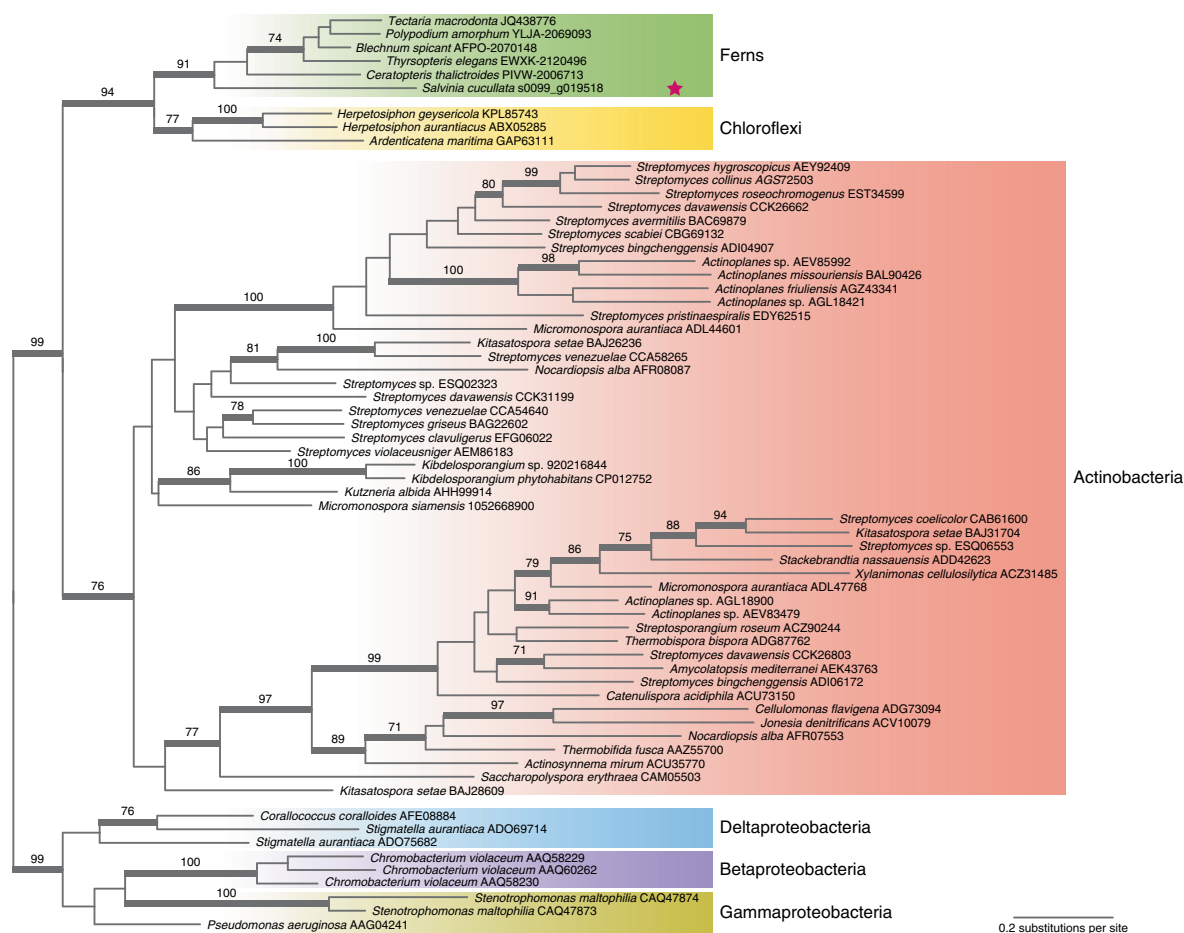 Tectaria macrodonta JQ438776
74
Polypodium amorphum YLJA-2069093
Blechnum spicant AFPO-2070148
Thyrsopteris elegans EWXK-2120496
Ferns
91
Ceratopteris thalictroides PIVW-2006713
Salvinia cucullata s0099_g019518
94
100
Herpetosiphon geysericola KPL85743
77
Herpetosiphon aurantiacus ABX05285
Chloroflexi
Ardenticatena maritima GAP63111
99
Streptomyces hygroscopicus AEY92409
80
Streptomyces collinus AGS72503
Streptomyces roseochromogenus EST34599
Streptomyces davawensis CCK26662
Streptomyces avermitilis BAC69879
Streptomyces scabiei CBG69132
Streptomyces bingchenggensis ADI04907
98
Actinoplanes sp. AEV85992
100
Actinoplanes missouriensis BAL90426
Actinoplanes friuliensis AGZ43341
100
Actinoplanes sp. AGL18421
Streptomyces pristinaespiralis EDY62515
Micromonospora aurantiaca ADL44601
99
100
Kitasatospora setae BAJ26236
81
Streptomyces venezuelae CCA58265
Nocardiopsis alba AFR08087
Streptomyces sp. ESQ02323
Streptomyces davawensis CCK31199
78
Streptomyces venezuelae CCA54640
Streptomyces griseus BAG22602
Streptomyces clavuligerus EFG06022
Streptomyces violaceusniger AEM86183
100
Kibdelosporangium sp. 920216844
86
Kibdelosporangium phytohabitans CP012752
Actinobacteria
Kutzneria albida AHH99914
Micromonospora siamensis 1052668900
94
Streptomyces coelicolor CAB61600
88
Kitasatospora setae BAJ31704
75
Streptomyces sp. ESQ06553
86
Stackebrandtia nassauensis ADD42623
79
Xylanimonas cellulosilytica ACZ31485
76
Micromonospora aurantiaca ADL47768
91
Actinoplanes sp. AGL18900
Actinoplanes sp. AEV83479
Streptosporangium roseum ACZ90244
Thermobispora bispora ADG87762
71
Streptomyces davawensis CCK26803
99
Amycolatopsis mediterranei AEK43763
Streptomyces bingchenggensis ADI06172
Catenulispora acidiphila ACU73150
97
97
Cellulomonas flavigena ADG73094
71
Jonesia denitrificans ACV10079
77
89
Nocardiopsis alba AFR07553
Thermobifida fusca AAZ55700
Actinosynnema mirum ACU35770
Saccharopolyspora erythraea CAM05503
Kitasatospora setae BAJ28609
76
Corallococcus coralloides AFE08884
Stigmatella aurantiaca ADO69714
Deltaproteobacteria
Stigmatella aurantiaca ADO75682
99
100
Chromobacterium violaceum AAQ58229
Chromobacterium violaceum AAQ60262
Betaproteobacteria
Chromobacterium violaceum AAQ58230
100
Stenotrophomonas maltophilia CAQ47874
Stenotrophomonas maltophilia CAQ47873
Gammaproteobacteria
Pseudomonas aeruginosa AAG04241
0.2 substitutions per site